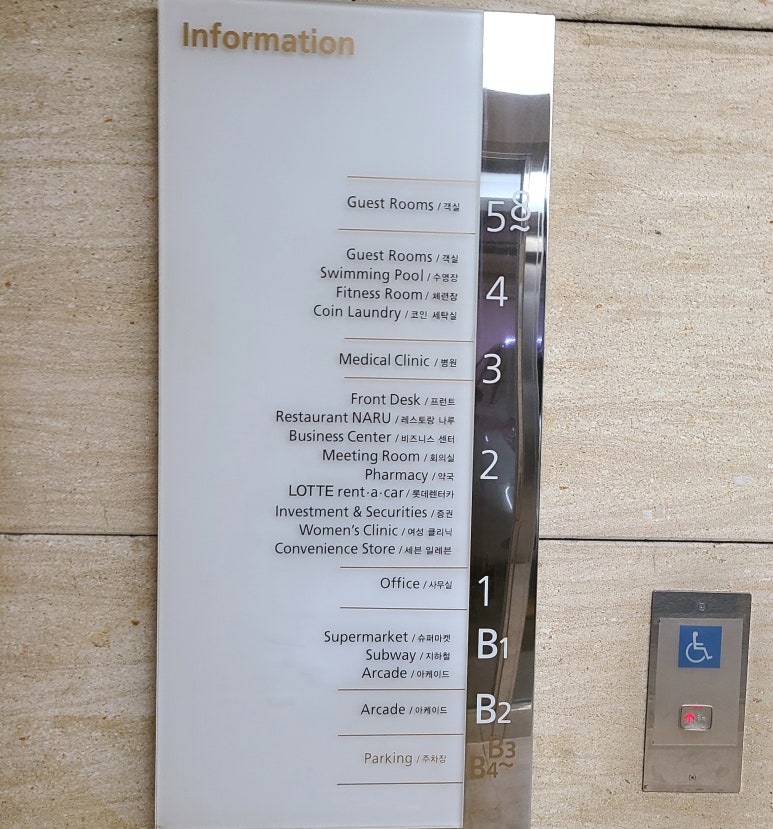 Information
Guest Rooms / 객실 5~8
Guest Rooms / 객실
Swimming Pool / 수영장
Fitness Room / 체련장
Coin Laundry / 코인 세탁실
4
Medical Clinic / 병원 3
Front Desk / 프런트
Restaurant NARU / 레스토랑 나루
Business Center / 비즈니스 센터
Meeting Room / 회의실
Pharmacy / 약국
LOTTE rent·a·car / 롯데렌터카
Investment & Securities / 증권
Women's Clinic / 여성 클리닉
Convenience Store / 세븐 일레븐
2
Office / 사무실 1
Supermarket / 슈퍼마켓
Subway / 지하철
Arcade / 아케이드
B1
Arcade / 아케이드 B2
Parking / 주차장 B3~B4